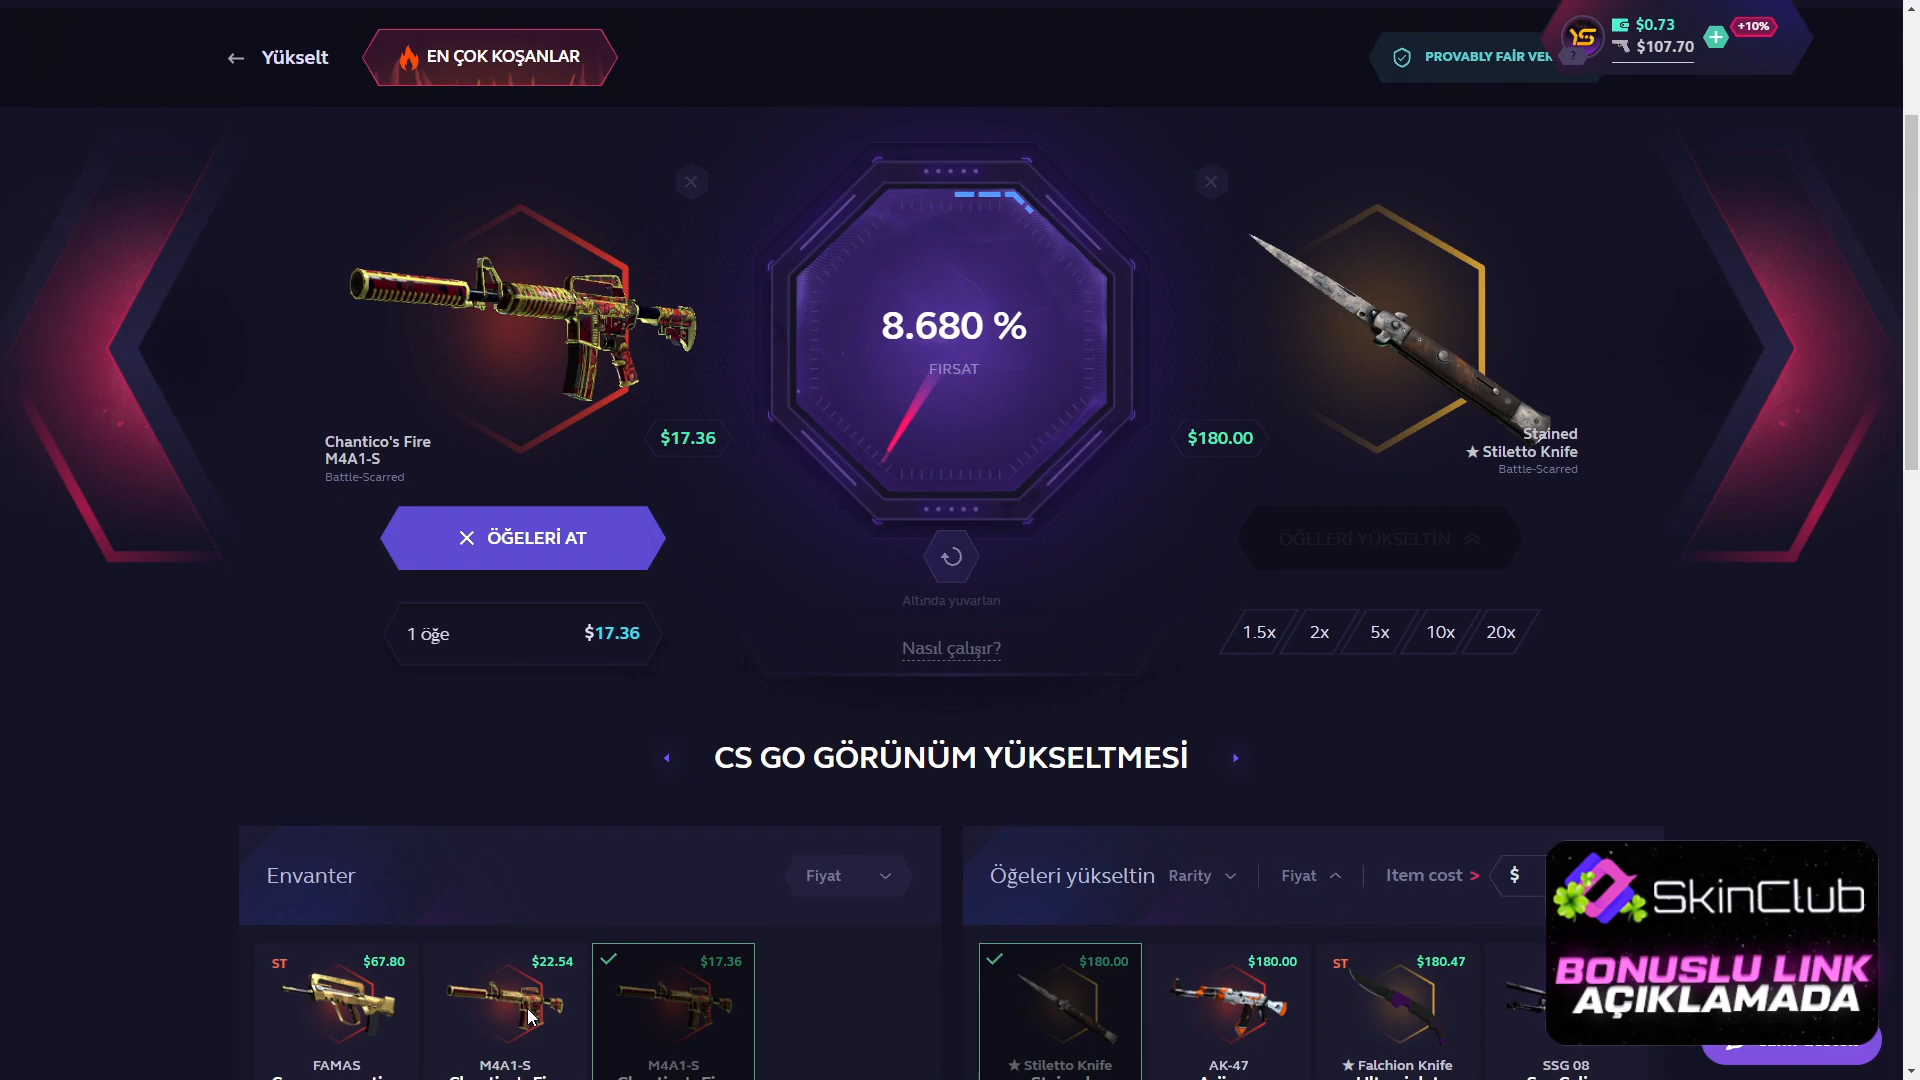 Yükselt
EN ÇOK KOŞANLAR
PROVABLY FAİR VER
YS
?
$0.73
$107.70
+10%
8.680 %
FIRSAT
$17.36
$180.00
Chantico's Fire
M4A1-S
Battle-Scarred
Stained
★ Stiletto Knife
Battle-Scarred
ÖĞELERİ AT
ÖĞELERİ YÜKSELTİN
Altında yuvarlan
1 öğe
$17.36
Nasıl çalışır?
1.5x
2x
5x
10x
20x
CS GO GÖRÜNÜM YÜKSELTMESİ
Envanter
Fiyat
Öğeleri yükseltin
Rarity
Fiyat
Item cost >
$
SkinClub
BONUSLU LINK
AÇIKLAMADA
ST
$67.80
$22.54
$17.36
$180.00
$180.00
ST
$180.47
FAMAS
M4A1-S
M4A1-S
★ Stiletto Knife
AK-47
★ Falchion Knife
SSG 08